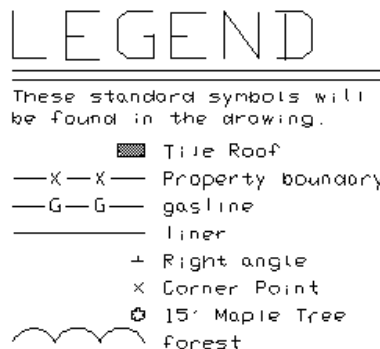 LEGEND
These standard symbols will
be found in the drawing.
Tile Roof
X X Property boundary
G G gasline
liner
Right angle
x Corner Point
15' Maple Tree
forest